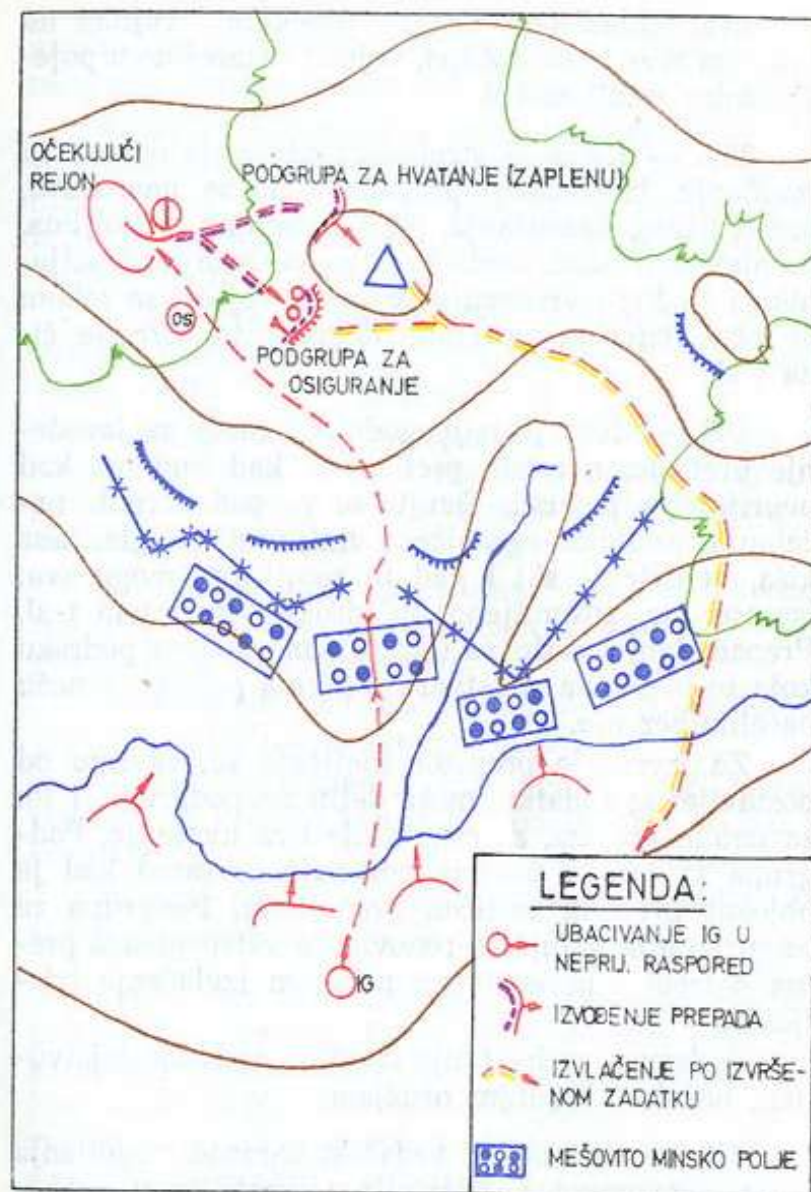 OČEKUJUĆI
REJON
PODGRUPA ZA HVATANJE (ZAPLENU)
OS
PODGRUPA ZA
OSIGURANJE
IG
LEGENDA:
UBACIVANJE IG U
NEPRIJ. RASPORED
IZVOĐENJE PREPADA
IZVLAČENJE PO IZVRŠE-
NOM ZADATKU
MEŠOVITO MINSKO POLJE